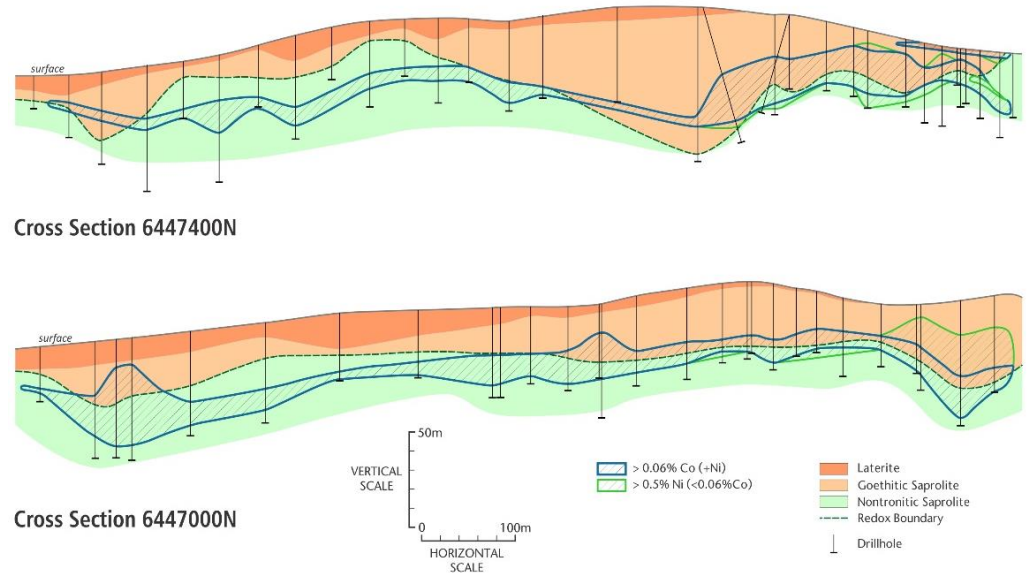 surface
Cross Section 6447400N
surface
Cross Section 6447000N
VERTICAL
SCALE
50m
0
100m
HORIZONTAL
SCALE
> 0.06% Co (+Ni)
> 0.5% Ni (<0.06%Co)
Laterite
Goethitic Saprolite
Nontronitic Saprolite
Redox Boundary
Drillhole